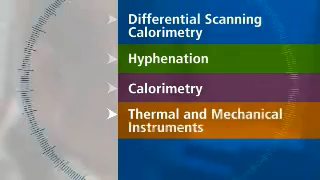 Differential Scanning
Calorimetry
Hyphenation
Calorimetry
Thermal and Mechanical
Instruments